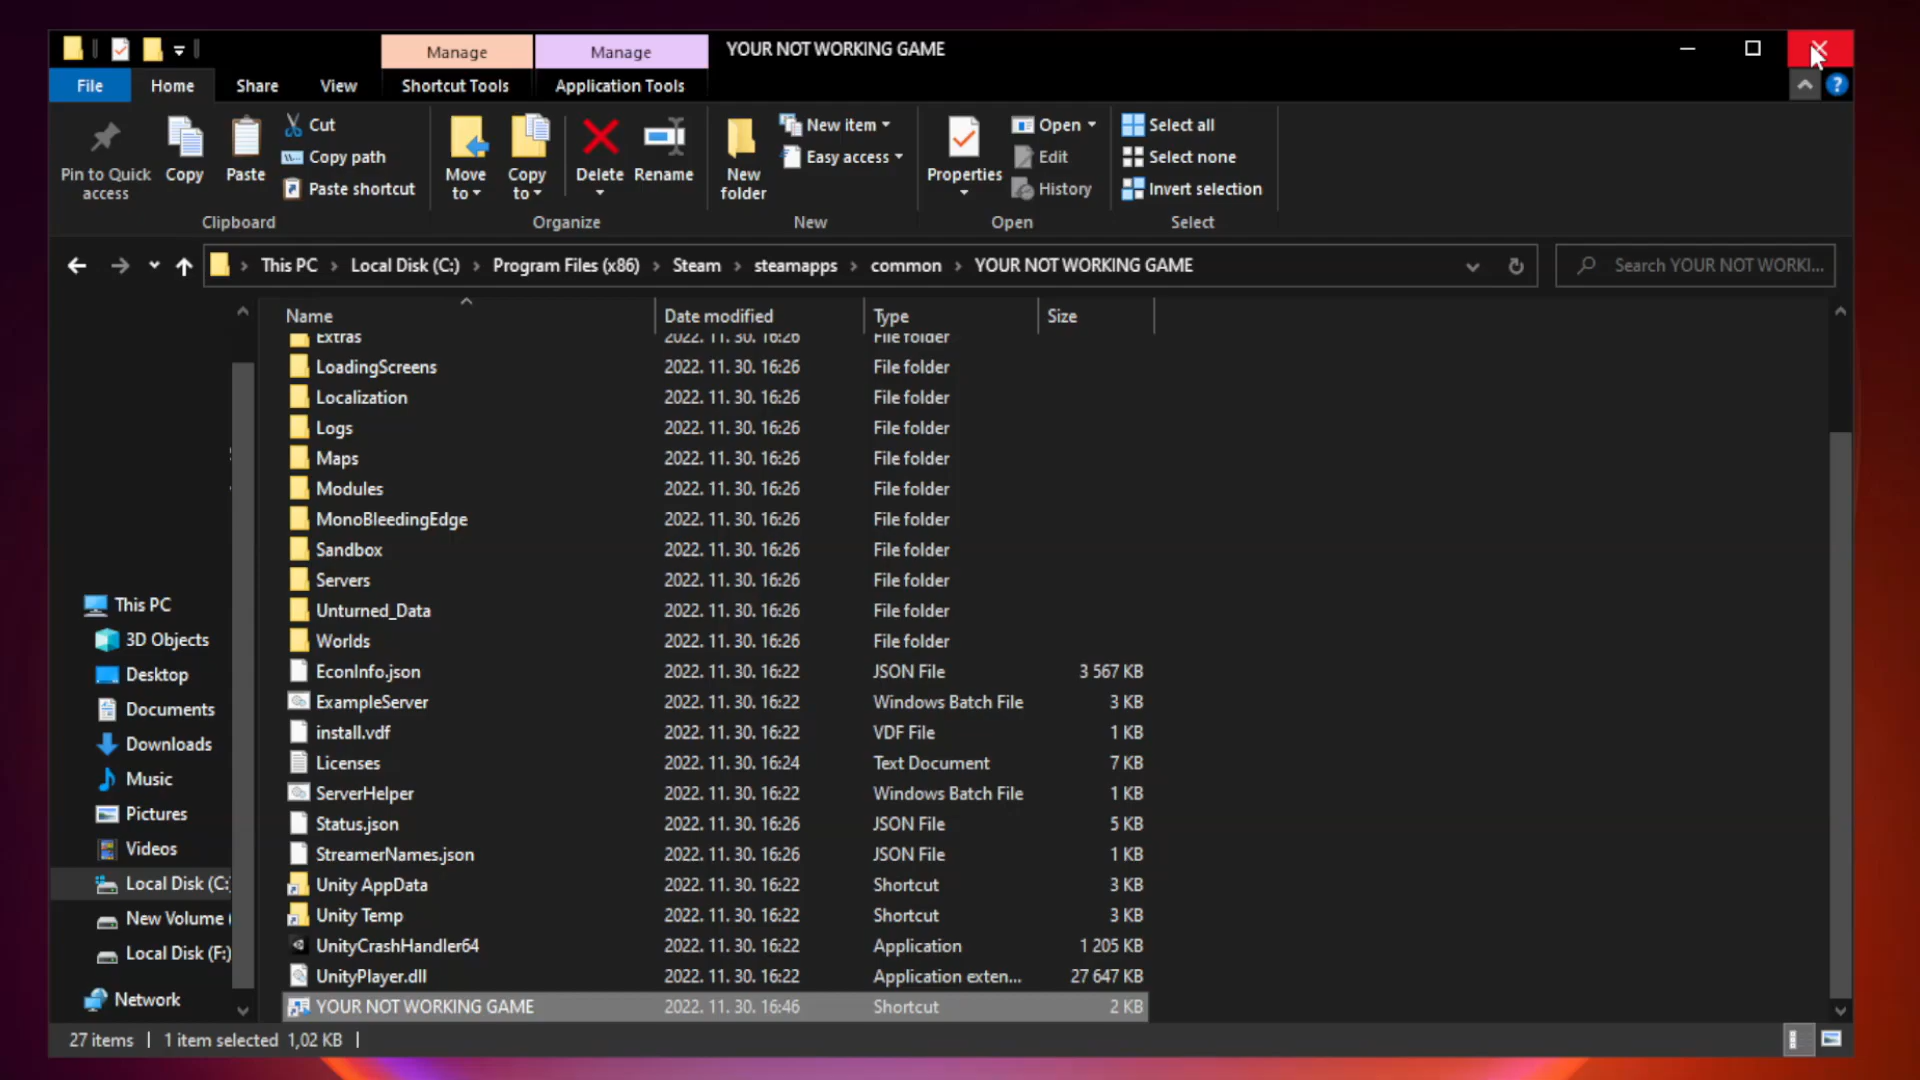 Manage Manage YOUR NOT WORKING GAME
File Home Share View Shortcut Tools Application Tools
Pin to Quick access Copy Paste Cut Copy path Paste shortcut
Move to Copy to Delete Rename
New folder New item Easy access
Properties Open Edit History
Select all Select none Invert selection
Clipboard Organize New Open Select
This PC Local Disk (C:) Program Files (x86) Steam steamapps common YOUR NOT WORKING GAME Search YOUR NOT WORKI...
Name Date modified Type Size
Extras 2022. 11. 30. 16:26 File folder
LoadingScreens 2022. 11. 30. 16:26 File folder
Localization 2022. 11. 30. 16:26 File folder
Logs 2022. 11. 30. 16:26 File folder
Maps 2022. 11. 30. 16:26 File folder
Modules 2022. 11. 30. 16:26 File folder
MonoBleedingEdge 2022. 11. 30. 16:26 File folder
Sandbox 2022. 11. 30. 16:26 File folder
Servers 2022. 11. 30. 16:26 File folder
Unturned_Data 2022. 11. 30. 16:26 File folder
Worlds 2022. 11. 30. 16:26 File folder
EconInfo.json 2022. 11. 30. 16:22 JSON File 3 567 KB
ExampleServer 2022. 11. 30. 16:22 Windows Batch File 3 KB
install.vdf 2022. 11. 30. 16:22 VDF File 1 KB
Licenses 2022. 11. 30. 16:24 Text Document 7 KB
ServerHelper 2022. 11. 30. 16:22 Windows Batch File 1 KB
Status.json 2022. 11. 30. 16:26 JSON File 5 KB
StreamerNames.json 2022. 11. 30. 16:26 JSON File 1 KB
Unity AppData 2022. 11. 30. 16:22 Shortcut 3 KB
Unity Temp 2022. 11. 30. 16:22 Shortcut 3 KB
UnityCrashHandler64 2022. 11. 30. 16:22 Application 1 205 KB
UnityPlayer.dll 2022. 11. 30. 16:22 Application exten... 27 647 KB
YOUR NOT WORKING GAME 2022. 11. 30. 16:46 Shortcut 2 KB
This PC
3D Objects
Desktop
Documents
Downloads
Music
Pictures
Videos
Local Disk (C:)
New Volume (
Local Disk (F:)
Network
27 items 1 item selected 1,02 KB